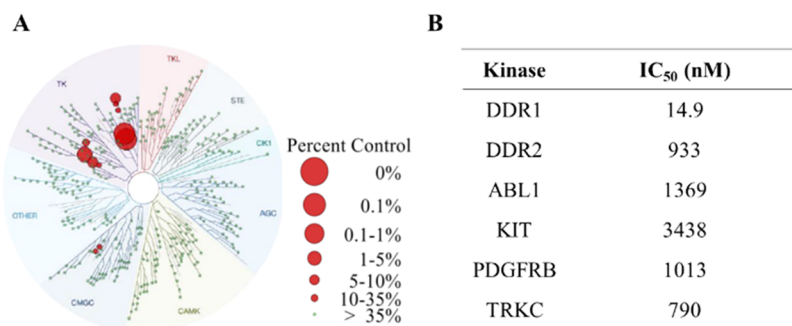 A
TK
TKL
STE
CK1
AGC
CAMK
CMGC
OTHER
Percent Control
0%
0.1%
0.1-1%
1-5%
5-10%
10-35%
> 35%
B
Kinase IC₅₀ (nM)
DDR1 14.9
DDR2 933
ABL1 1369
KIT 3438
PDGFRB 1013
TRKC 790